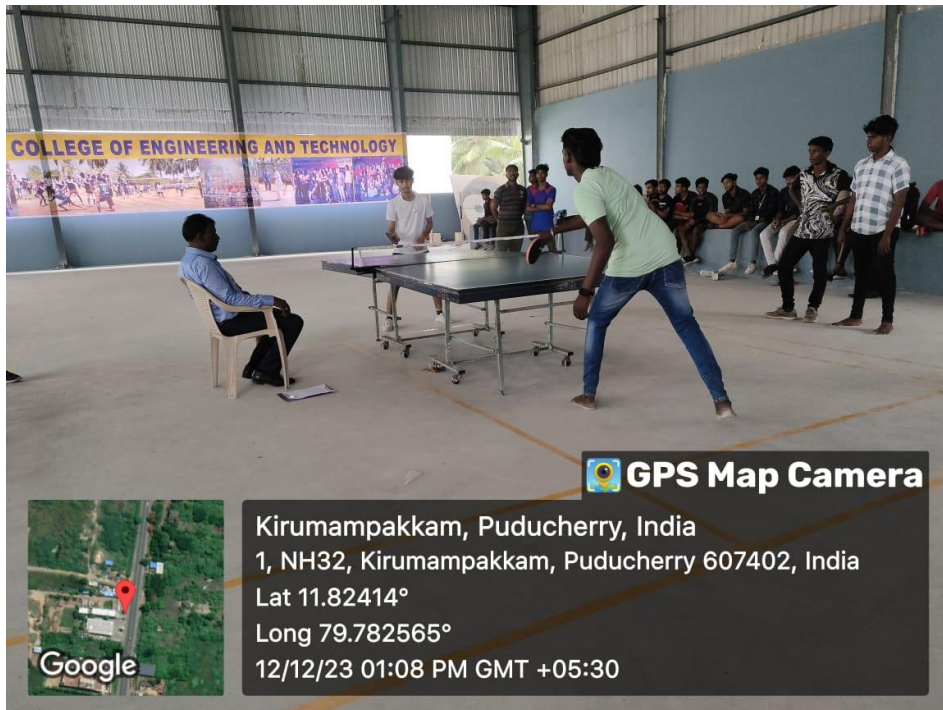 COLLEGE OF ENGINEERING AND TECHNOLOGY
GPS Map Camera
Kirumampakkam, Puducherry, India
1, NH32, Kirumampakkam, Puducherry 607402, India
Lat 11.82414°
Long 79.782565°
12/12/23 01:08 PM GMT +05:30
Google